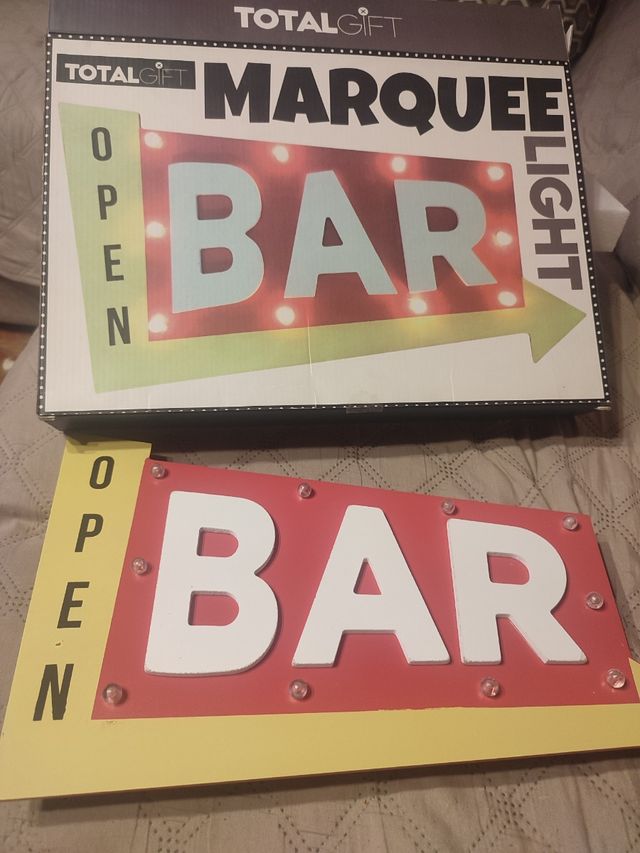 TOTALGIFT
TOTALGIFT
MARQUEE
LIGHT
OPEN
BAR
OPEN
BAR